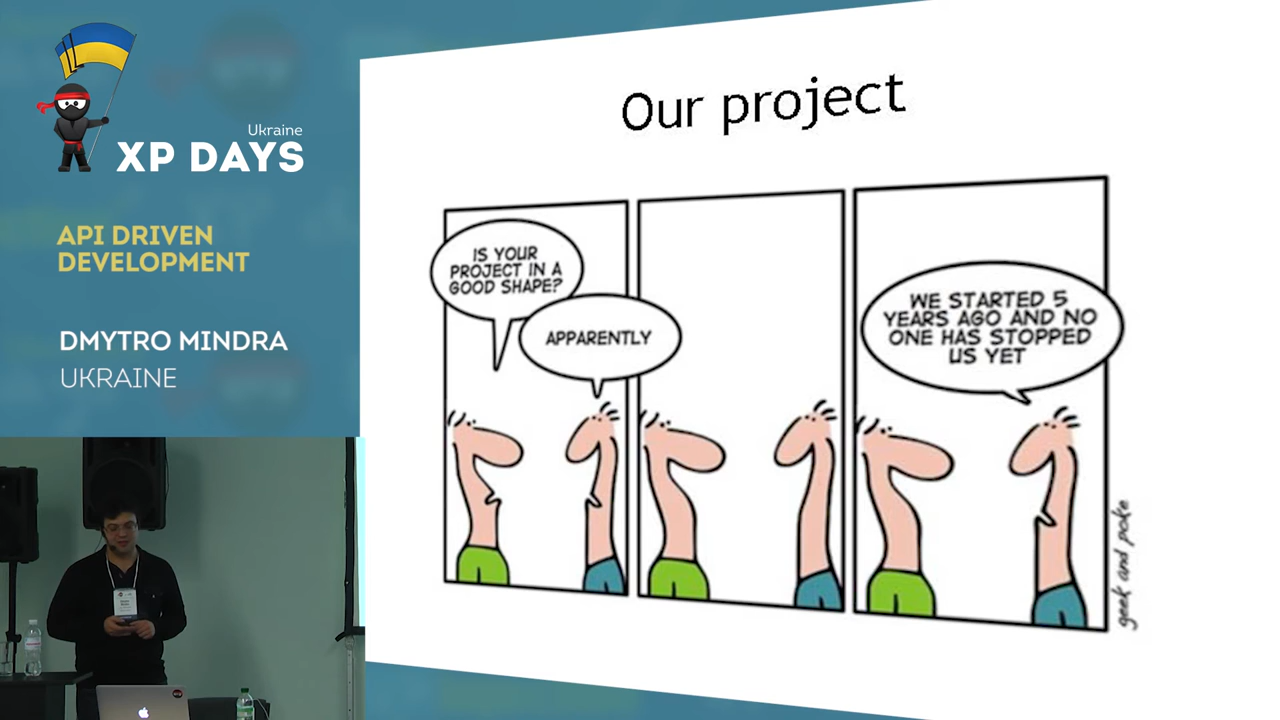 Ukraine
XP DAYS
API DRIVEN
DEVELOPMENT
DMYTRO MINDRA
UKRAINE
Our project
IS YOUR
PROJECT IN A
GOOD SHAPE?
APPARENTLY
WE STARTED 5
YEARS AGO AND NO
ONE HAS STOPPED
US YET
geek and poke